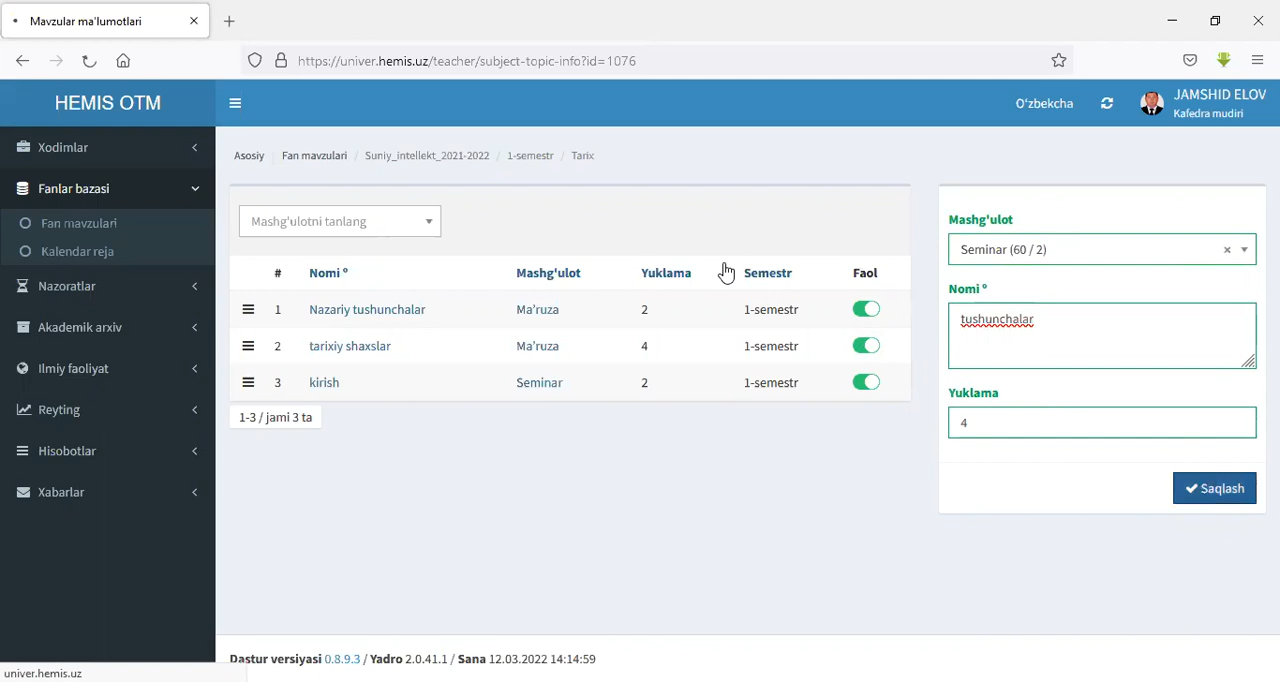 Mavzular ma'lumotlari
https://univer.hemis.uz/teacher/subject-topic-info?id=1076
HEMIS OTM
O'zbekcha
JAMSHID ELOV
Kafedra mudiri
Xodimlar
Fanlar bazasi
Fan mavzulari
Kalendar reja
Nazoratlar
Akademik arxiv
Ilmiy faoliyat
Reyting
Hisobotlar
Xabarlar
Asosiy / Fan mavzulari / Suniy_intellekt_2021-2022 / 1-semestr / Tarix
Mashg'ulotni tanlang
# Nomi º Mashg'ulot Yuklama Semestr Faol
1 Nazariy tushunchalar Ma'ruza 2 1-semestr
2 tarixiy shaxslar Ma'ruza 4 1-semestr
3 kirish Seminar 2 1-semestr
1-3 / jami 3 ta
Mashg'ulot
Seminar (60 / 2)
Nomi º
tushunchalar
Yuklama
4
Saqlash
Dastur versiyasi 0.8.9.3 / Yadro 2.0.41.1 / Sana 12.03.2022 14:14:59
univer.hemis.uz